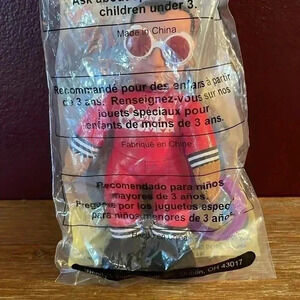 Ask about
children under 3.
Made in China
Recommandé pour des enfants à partir
de 3 ans. Renseignez-vous sur nos
jouets spéciaux pour
enfants de moins de 3 ans.
Fabriqué en Chine
Recomendado para niños
mayores de 3 años.
Pregunte por los juguetes espec
para niños menores de 3 años.
OH 43017